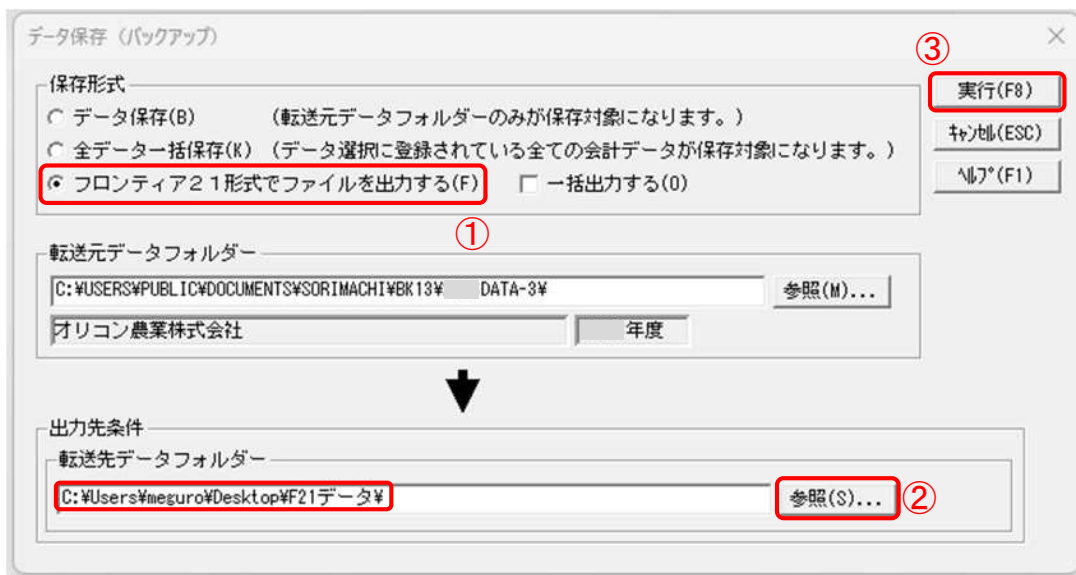 データ保存（バックアップ）
③
保存形式
実行(F8)
データ保存(B) （転送元データフォルダーのみが保存対象になります。）
ｷｬﾝｾﾙ(ESC)
全データ一括保存(K) （データ選択に登録されている全ての会計データが保存対象になります。）
フロンティア２１形式でファイルを出力する(F) 一括出力する(O)
ﾍﾙﾌﾟ(F1)
①
転送元データフォルダー
C:¥USERS¥PUBLIC¥DOCUMENTS¥SORIMACHI¥BK13¥ DATA-3¥ 参照(M)...
オリコン農業株式会社 年度
出力先条件
転送先データフォルダー
C:¥Users¥meguro¥Desktop¥F21データ¥ 参照(S)... ②